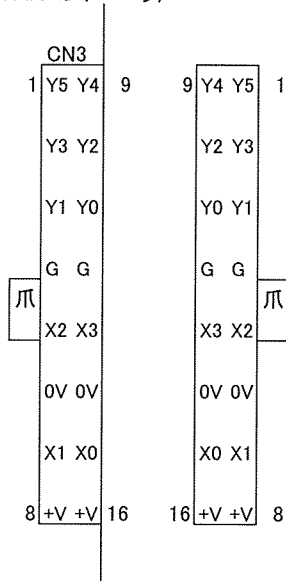 CN3
1 Y5 Y4 9 9 Y4 Y5 1
Y3 Y2 Y2 Y3
Y1 Y0 Y0 Y1
G G G G
爪 爪
X2 X3 X3 X2
0V 0V 0V 0V
X1 X0 X0 X1
8 +V +V 16 16 +V +V 8